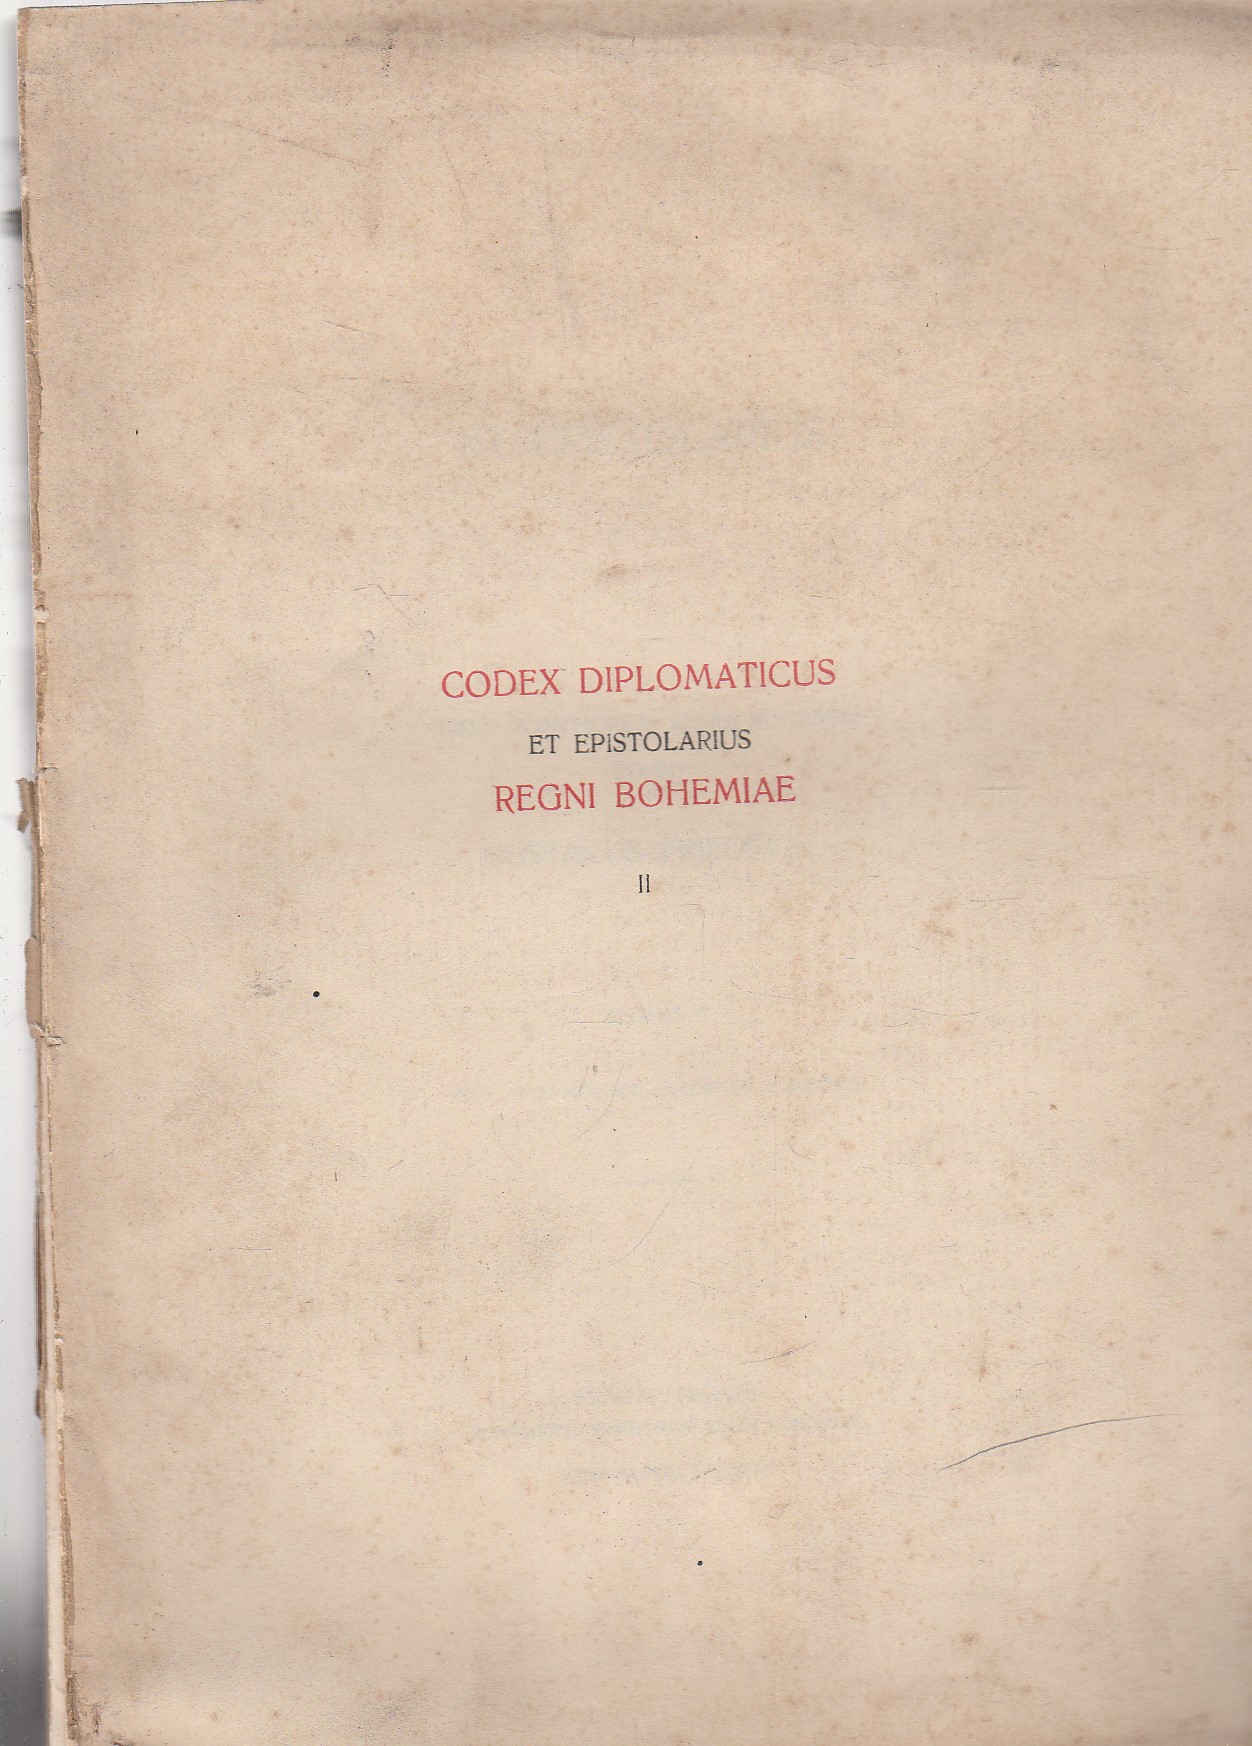 CODEX DIPLOMATICUS
ET EPISTOLARIUS
REGNI BOHEMIAE
II